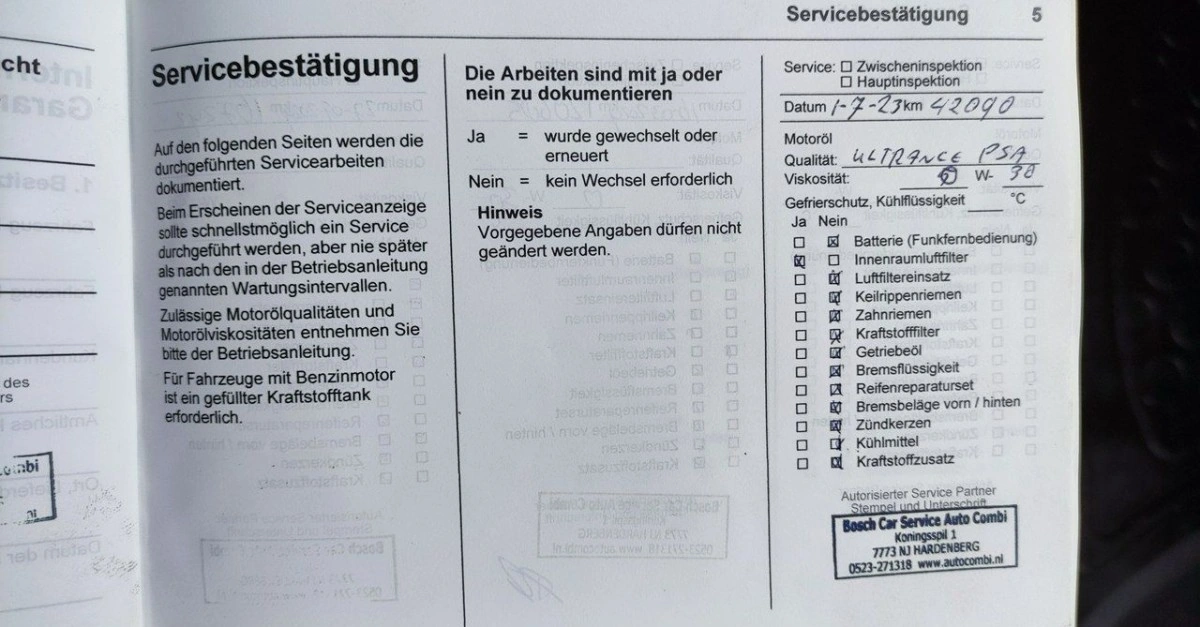 Servicebestätigung 5
cht
des
rs
Servicebestätigung
Auf den folgenden Seiten werden die
durchgeführten Servicearbeiten
dokumentiert.
Beim Erscheinen der Serviceanzeige
sollte schnellstmöglich ein Service
durchgeführt werden, aber nie später
als nach den in der Betriebsanleitung
genannten Wartungsintervallen.
Zulässige Motorölqualitäten und
Motorölviskositäten entnehmen Sie
bitte der Betriebsanleitung.
Für Fahrzeuge mit Benzinmotor
ist ein gefüllter Kraftstofftank
erforderlich.
Die Arbeiten sind mit ja oder
nein zu dokumentieren
Ja = wurde gewechselt oder
erneuert
Nein = kein Wechsel erforderlich
Hinweis
Vorgegebene Angaben dürfen nicht
geändert werden.
Service: ☐ Zwischeninspektion
☐ Hauptinspektion
Datum 1-7-23 km 42090
Motoröl
Qualität: ULTRANCE PSA
Viskosität: 0 W- 30
Gefrierschutz, Kühlflüssigkeit °C
Ja Nein
☐ ☒ Batterie (Funkfernbedienung)
☒ ☐ Innenraumluftfilter
☐ ☒ Luftfiltereinsatz
☐ ☒ Keilrippenriemen
☐ ☒ Zahnriemen
☐ ☒ Kraftstofffilter
☐ ☒ Getriebeöl
☐ ☒ Bremsflüssigkeit
☐ ☒ Reifenreparaturset
☐ ☒ Bremsbeläge vorn / hinten
☐ ☒ Zündkerzen
☐ ☒ Kühlmittel
☐ ☒ Kraftstoffzusatz
Autorisierter Service Partner
Stempel und Unterschrift
Bosch Car Service Auto Combi
Koningsspil 1
7773 NJ HARDENBERG
0523-271318 www.autocombi.nl